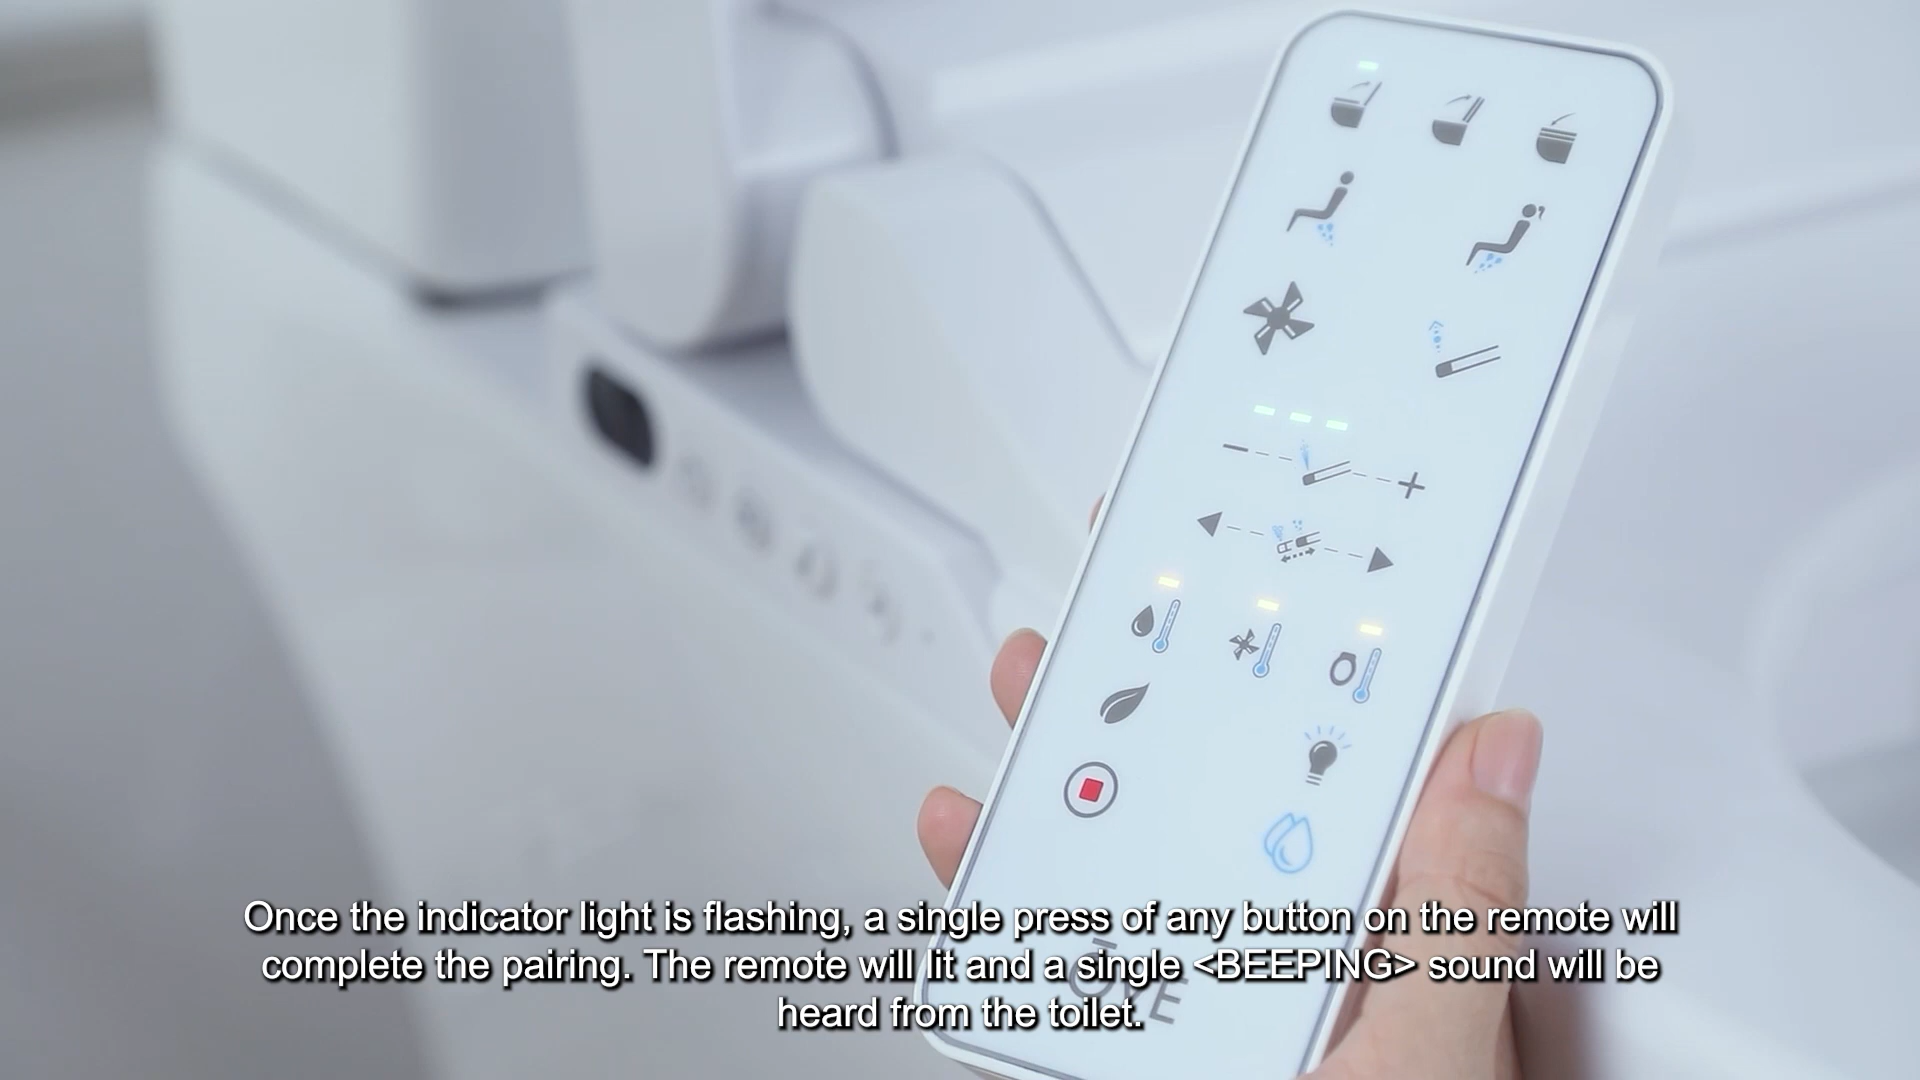 Once the indicator light is flashing, a single press of any button on the remote will
complete the pairing. The remote will lit and a single <BEEPING> sound will be
heard from the toilet.
ŌVE